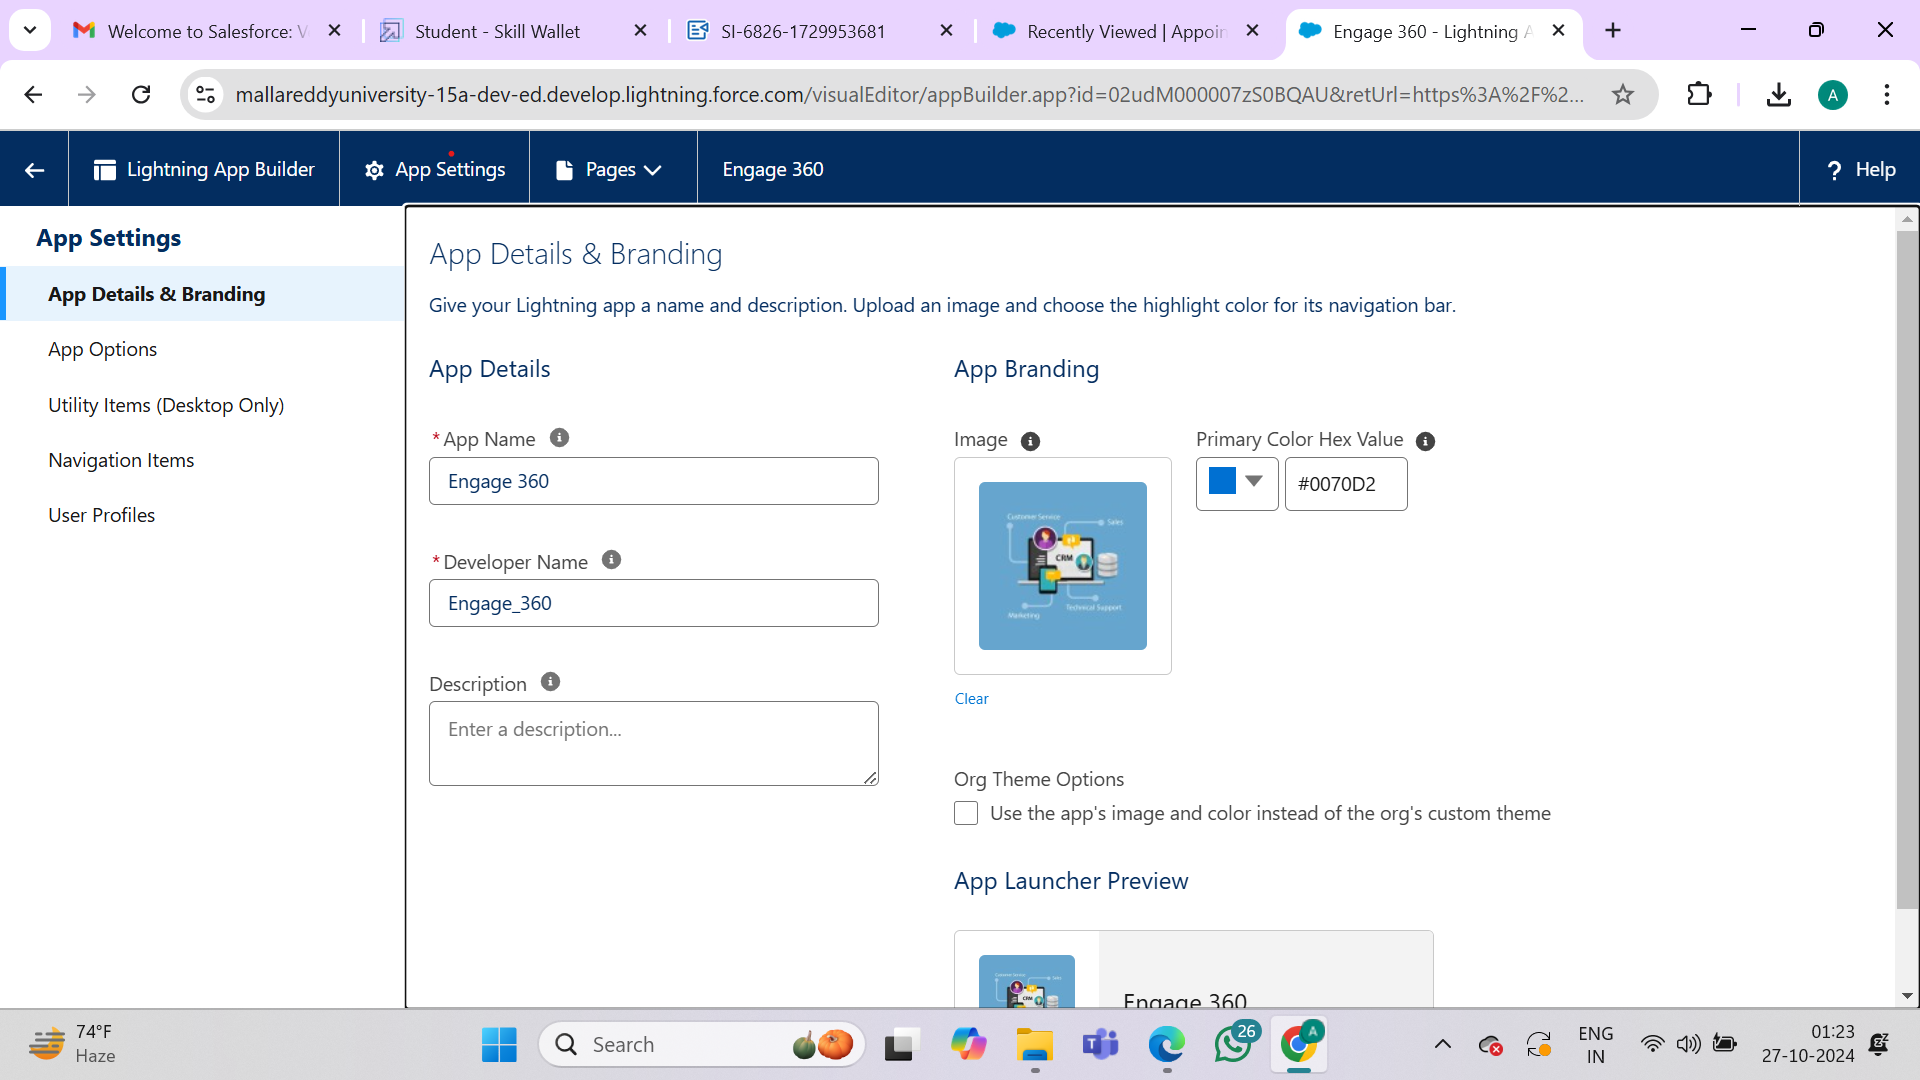 Welcome to Salesforce: V
Student - Skill Wallet
SI-6826-1729953681
Recently Viewed | Appoin
Engage 360 - Lightning A
mallareddyuniversity-15a-dev-ed.develop.lightning.force.com/visualEditor/appBuilder.app?id=02udM000007zS0BQAU&retUrl=https%3A%2F%2...
A
Lightning App Builder
App Settings
Pages
Engage 360
? Help
App Settings
App Details & Branding
App Options
Utility Items (Desktop Only)
Navigation Items
User Profiles
App Details & Branding
Give your Lightning app a name and description. Upload an image and choose the highlight color for its navigation bar.
App Details
*App Name
Engage 360
*Developer Name
Engage_360
Description
Enter a description...
App Branding
Image
Primary Color Hex Value
#0070D2
Customer Service
Sales
CRM
Marketing
Technical Support
Clear
Org Theme Options
Use the app's image and color instead of the org's custom theme
App Launcher Preview
Engage 360
74°F
Haze
Search
26
A
ENG
IN
01:23
27-10-2024